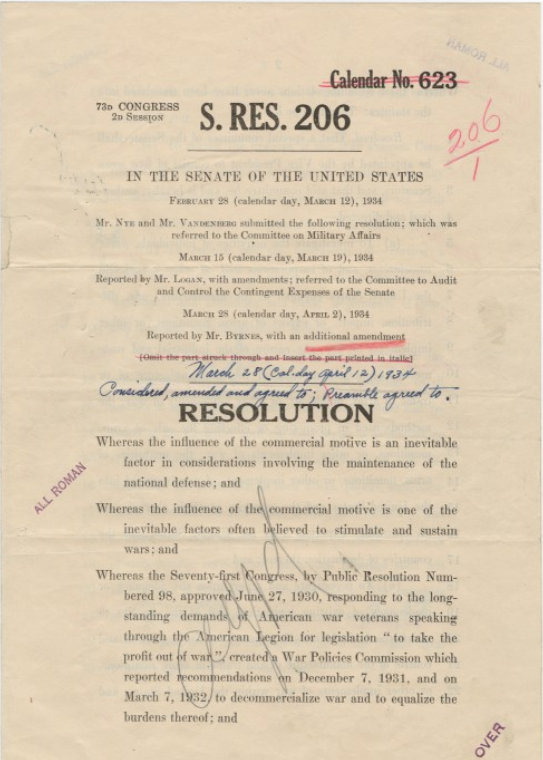 ALL ROMAN
Calendar No. 623
73D CONGRESS
2D SESSION
S. RES. 206
206
1
IN THE SENATE OF THE UNITED STATES
FEBRUARY 28 (calendar day, MARCH 12), 1934
Mr. NYE and Mr. VANDENBERG submitted the following resolution; which was
referred to the Committee on Military Affairs
MARCH 15 (calendar day, MARCH 19), 1934
Reported by Mr. LOGAN, with amendments; referred to the Committee to Audit
and Control the Contingent Expenses of the Senate
MARCH 28 (calendar day, APRIL 2), 1934
Reported by Mr. BYRNES, with an additional amendment
[Omit the part struck through and insert the part printed in italic]
March 28 (Cal. day April 12) 1934
Considered, amended and agreed to; Preamble agreed to.
RESOLUTION
Whereas the influence of the commercial motive is an inevitable
factor in considerations involving the maintenance of the
national defense; and
ALL ROMAN
Whereas the influence of the commercial motive is one of the
inevitable factors often believed to stimulate and sustain
wars; and
Whereas the Seventy-first Congress, by Public Resolution Num-
bered 98, approved June 27, 1930, responding to the long-
standing demands of American war veterans speaking
through the American Legion for legislation "to take the
profit out of war", created a War Policies Commission which
reported recommendations on December 7, 1931, and on
March 7, 1932, to decommercialize war and to equalize the
burdens thereof; and
OVER